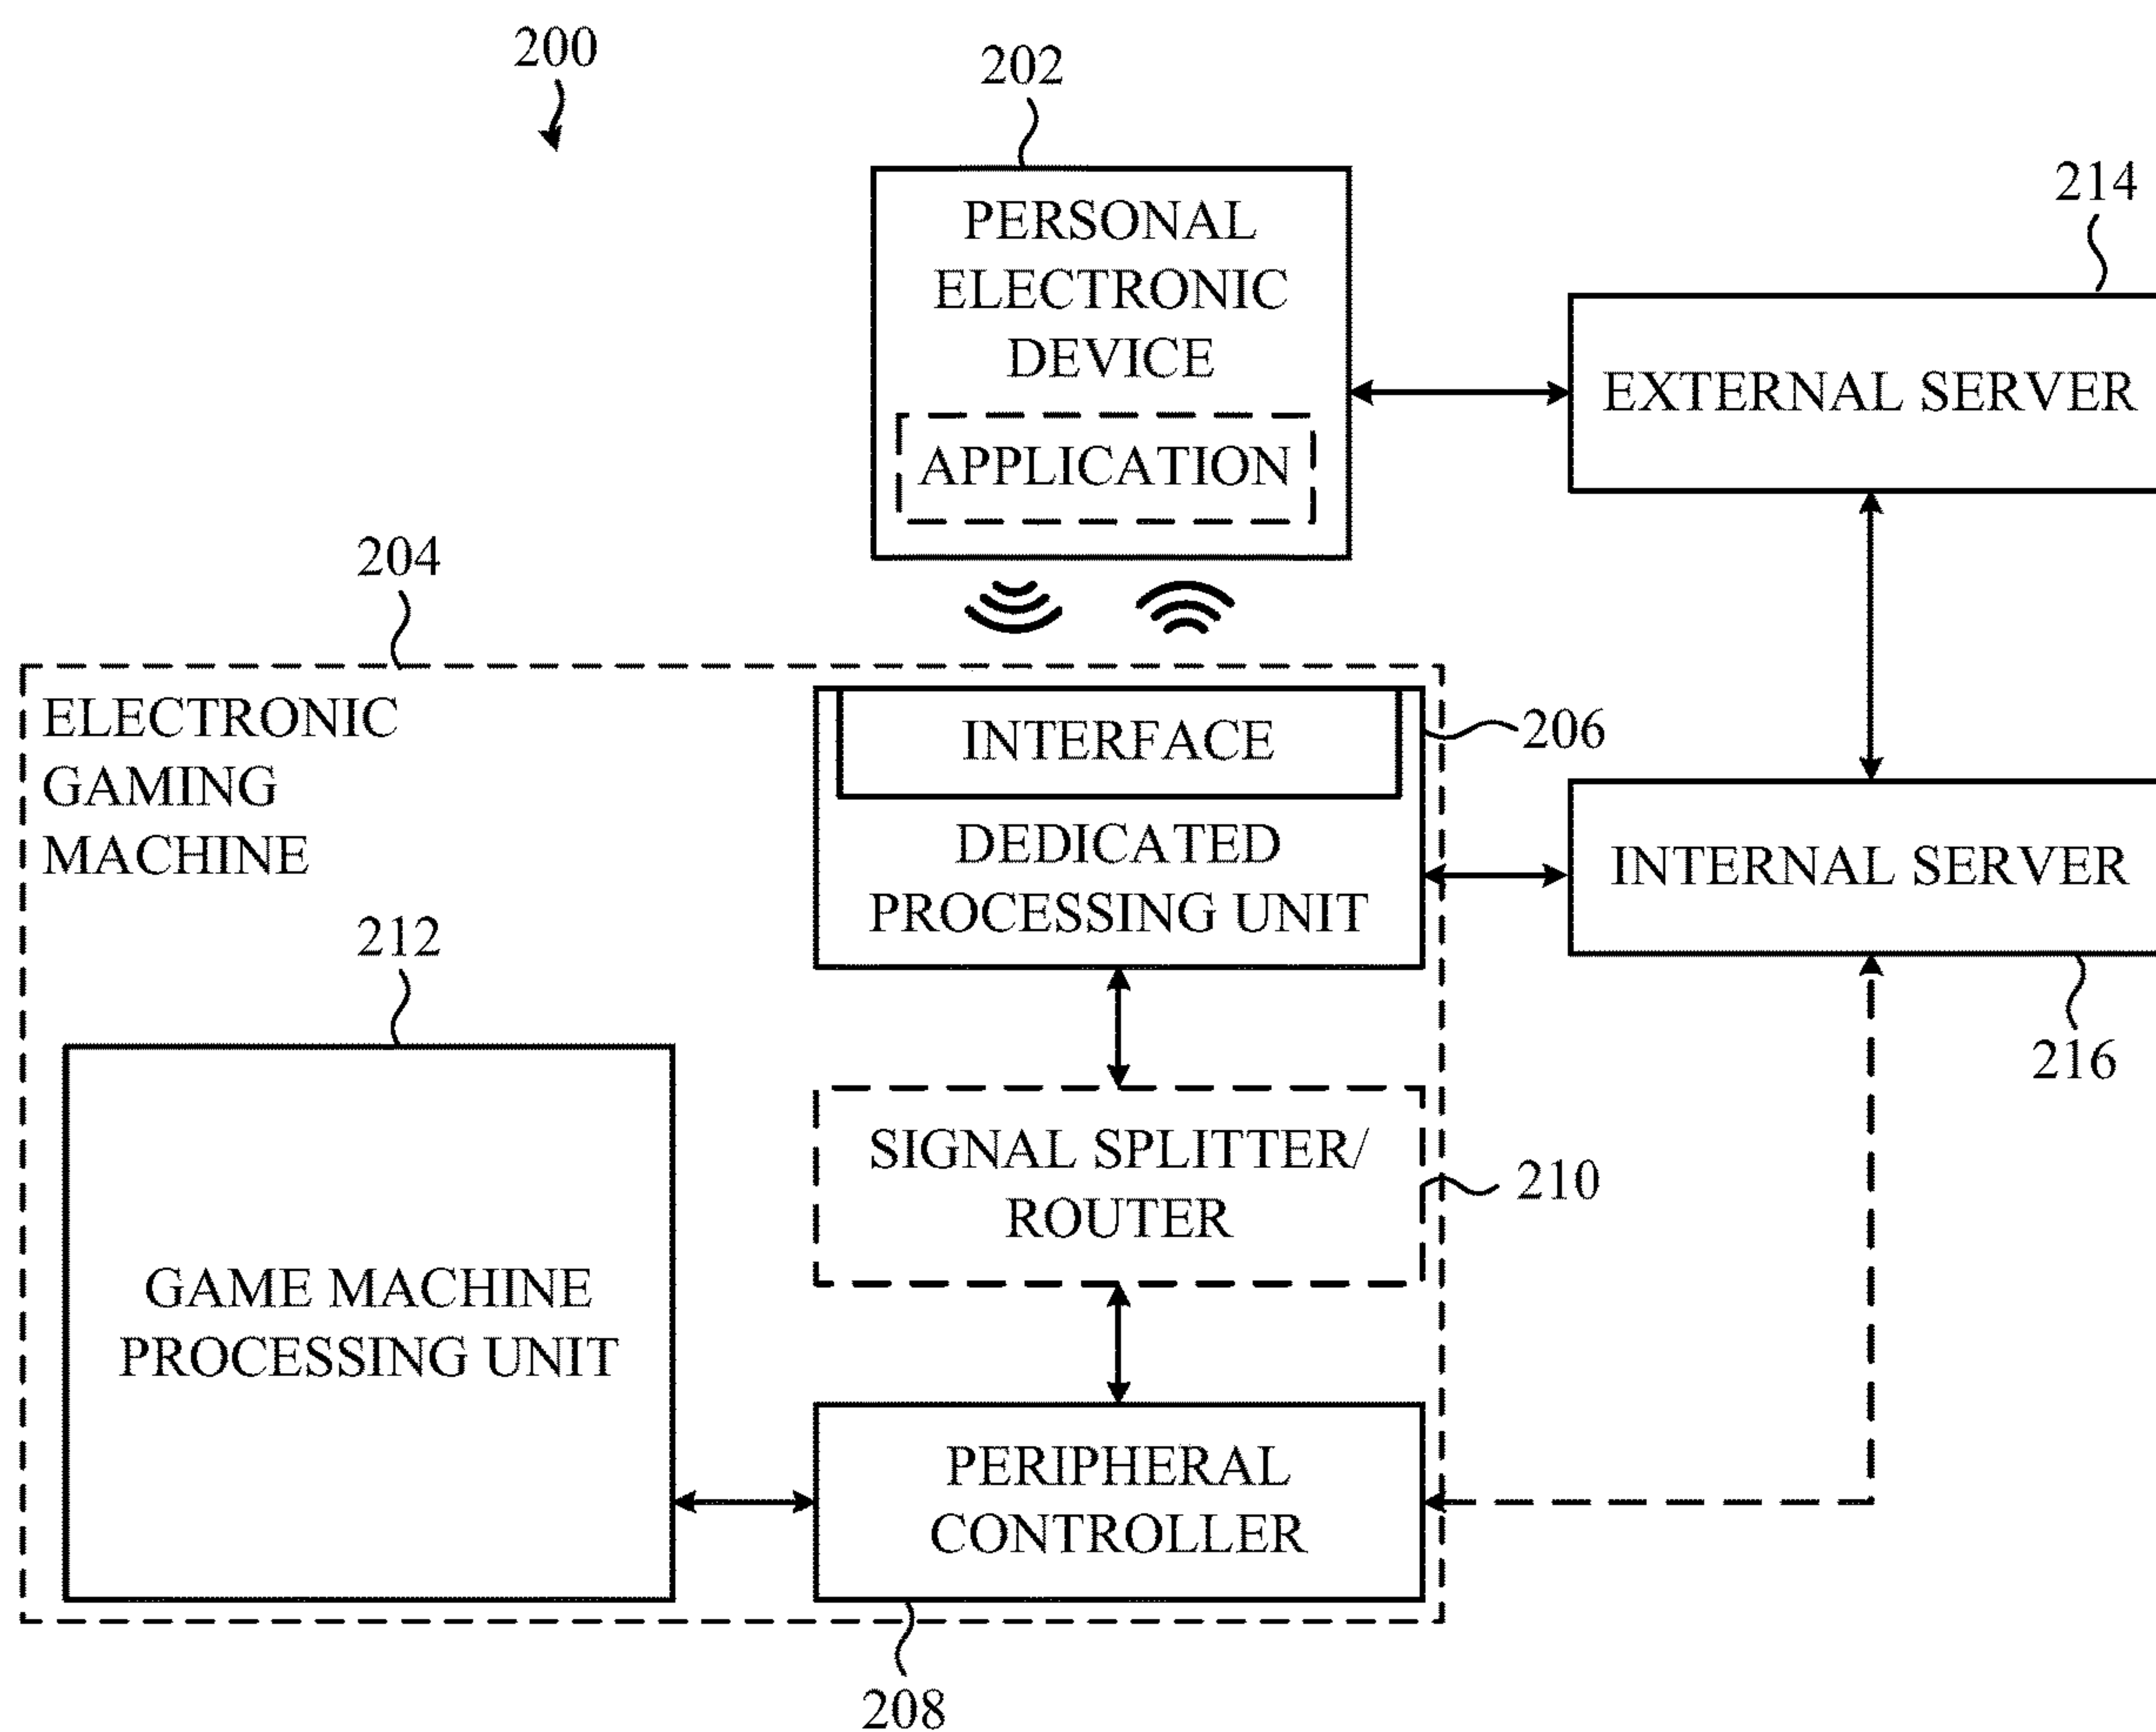 200
202
PERSONAL
ELECTRONIC
DEVICE
APPLICATION
214
EXTERNAL SERVER
204
ELECTRONIC
GAMING
MACHINE
INTERFACE
206
DEDICATED
PROCESSING UNIT
INTERNAL SERVER
216
212
GAME MACHINE
PROCESSING UNIT
SIGNAL SPLITTER/
ROUTER
210
PERIPHERAL
CONTROLLER
208